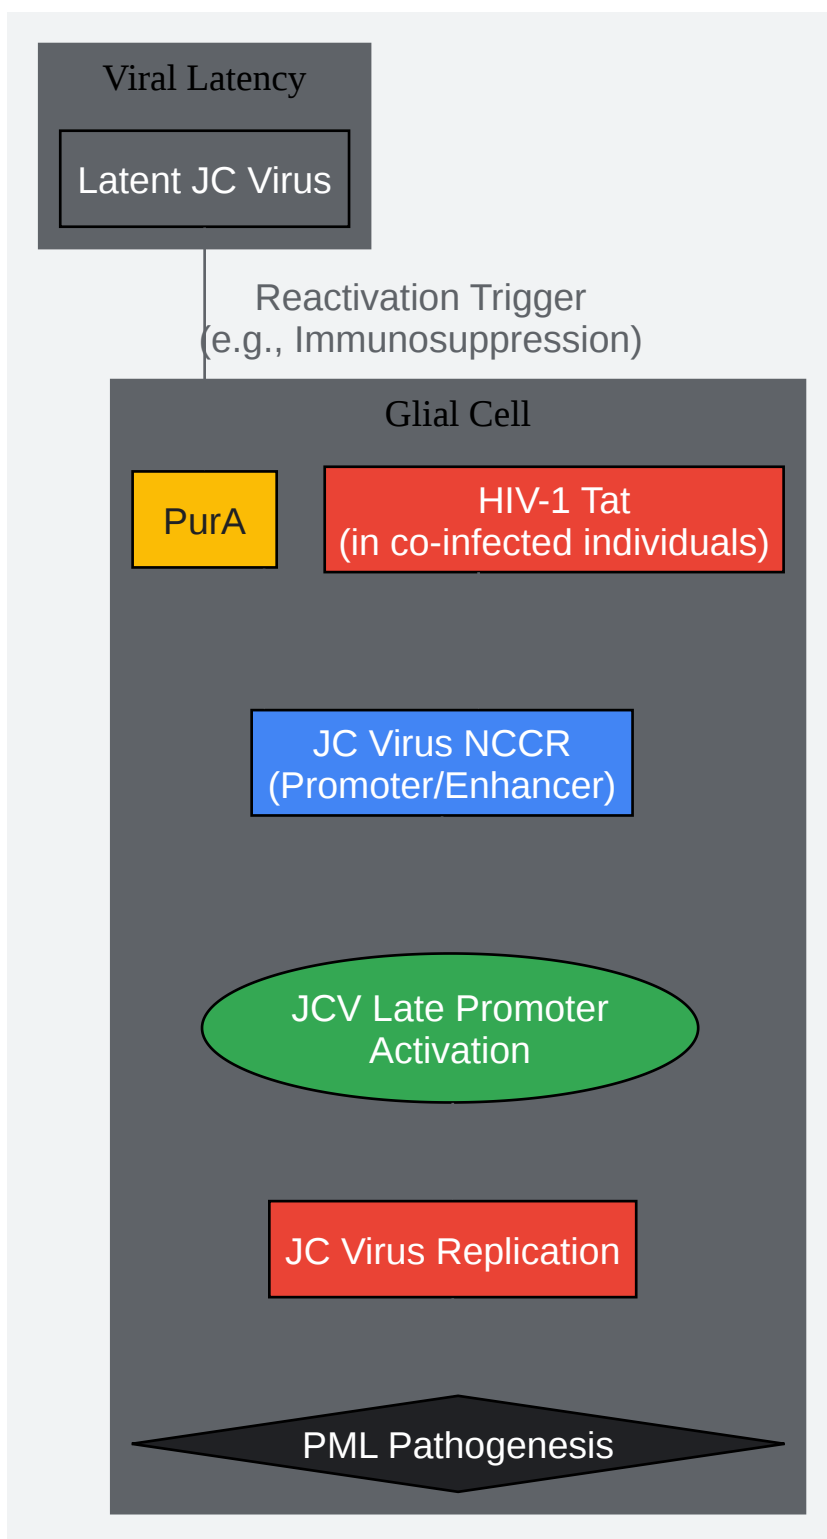 Viral Latency
Latent JC Virus
Reactivation Trigger
(e.g., Immunosuppression)
Glial Cell
PurA
HIV-1 Tat
(in co-infected individuals)
JC Virus NCCR
(Promoter/Enhancer)
JCV Late Promoter
Activation
JC Virus Replication
PML Pathogenesis